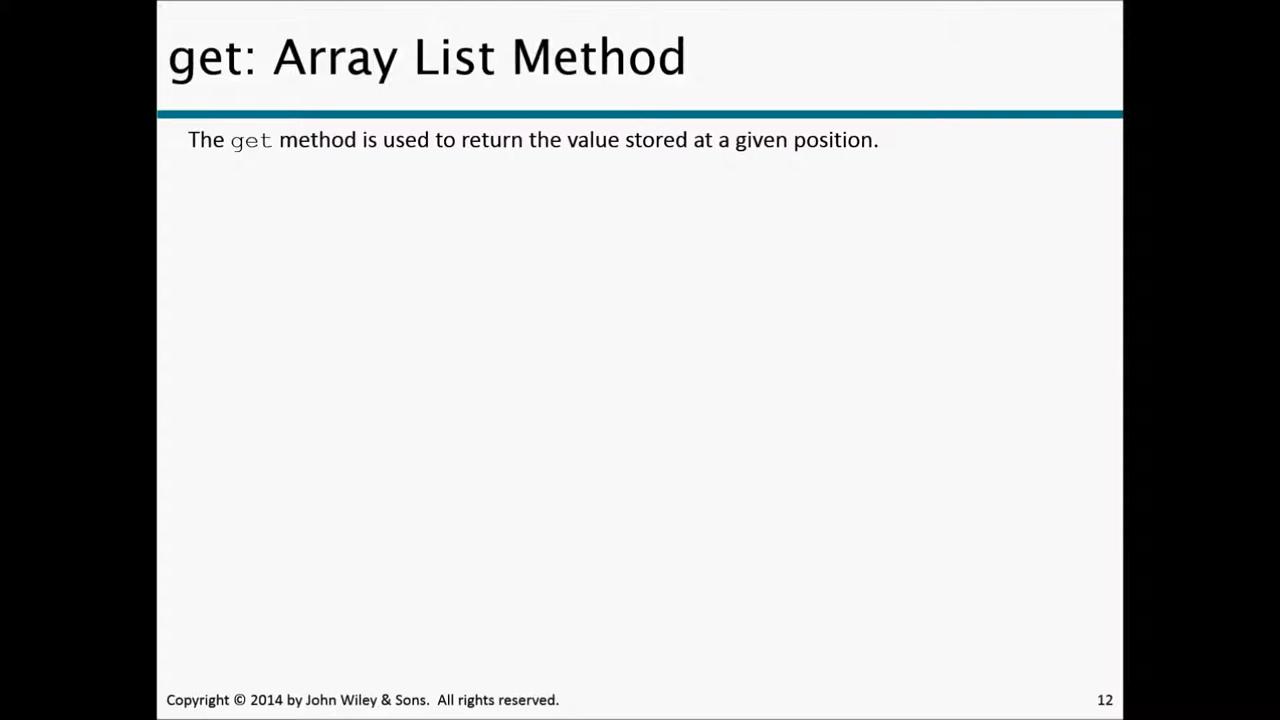 get: Array List Method
The get method is used to return the value stored at a given position.
Copyright © 2014 by John Wiley & Sons. All rights reserved.
12